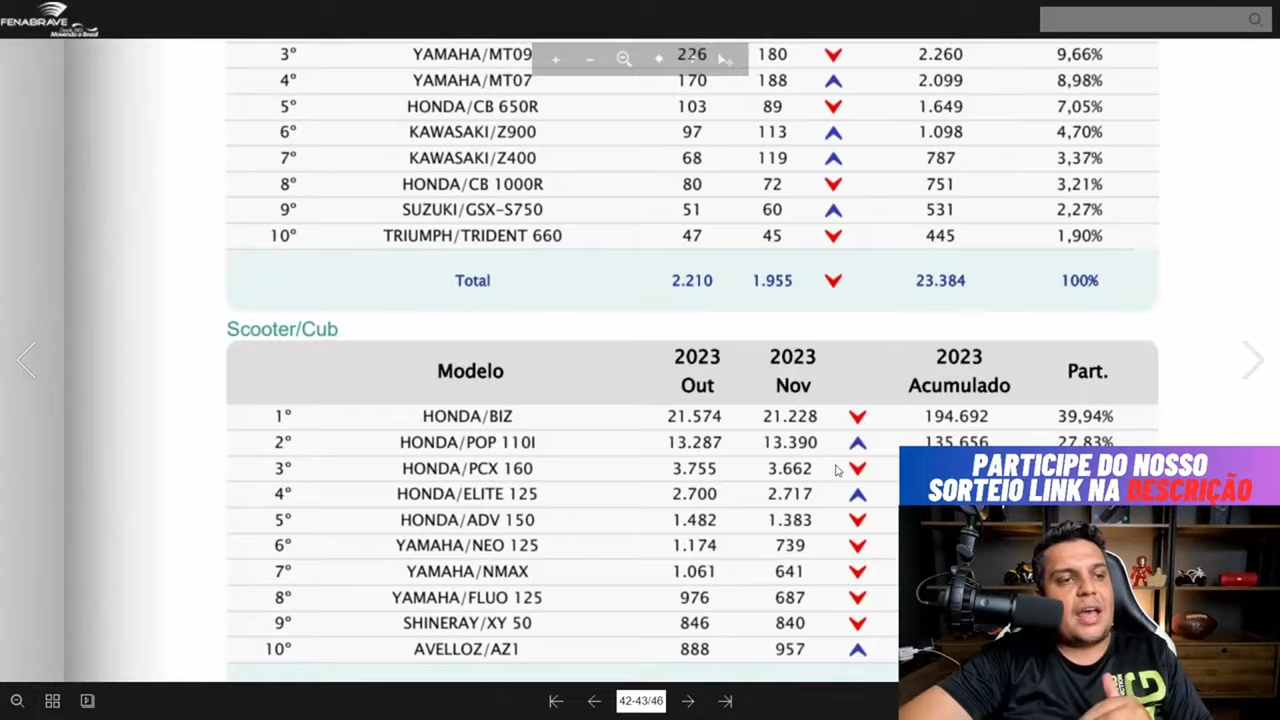 FENABRAVE
Movendo o Brasil
3º YAMAHA/MT09 226 180 2.260 9,66%
4º YAMAHA/MT07 170 188 2.099 8,98%
5º HONDA/CB 650R 103 89 1.649 7,05%
6º KAWASAKI/Z900 97 113 1.098 4,70%
7º KAWASAKI/Z400 68 119 787 3,37%
8º HONDA/CB 1000R 80 72 751 3,21%
9º SUZUKI/GSX-S750 51 60 531 2,27%
10º TRIUMPH/TRIDENT 660 47 45 445 1,90%
Total 2.210 1.955 23.384 100%
Scooter/Cub
Modelo 2023 Out 2023 Nov 2023 Acumulado Part.
1º HONDA/BIZ 21.574 21.228 194.692 39,94%
2º HONDA/POP 110I 13.287 13.390 135.656 27,83%
3º HONDA/PCX 160 3.755 3.662
4º HONDA/ELITE 125 2.700 2.717
5º HONDA/ADV 150 1.482 1.383
6º YAMAHA/NEO 125 1.174 739
7º YAMAHA/NMAX 1.061 641
8º YAMAHA/FLUO 125 976 687
9º SHINERAY/XY 50 846 840
10º AVELLOZ/AZ1 888 957
PARTICIPE DO NOSSO
SORTEIO LINK NA DESCRIÇÃO
42-43/46